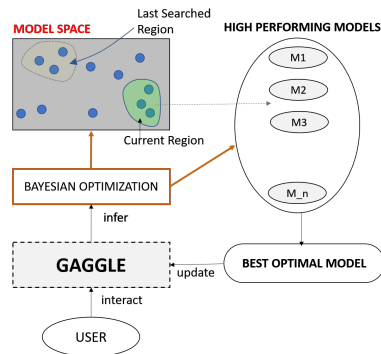 Last Searched
Region
MODEL SPACE
HIGH PERFORMING MODELS
M1
M2
M3
M_n
Current Region
BAYESIAN OPTIMIZATION
infer
GAGGLE
update
BEST OPTIMAL MODEL
interact
USER